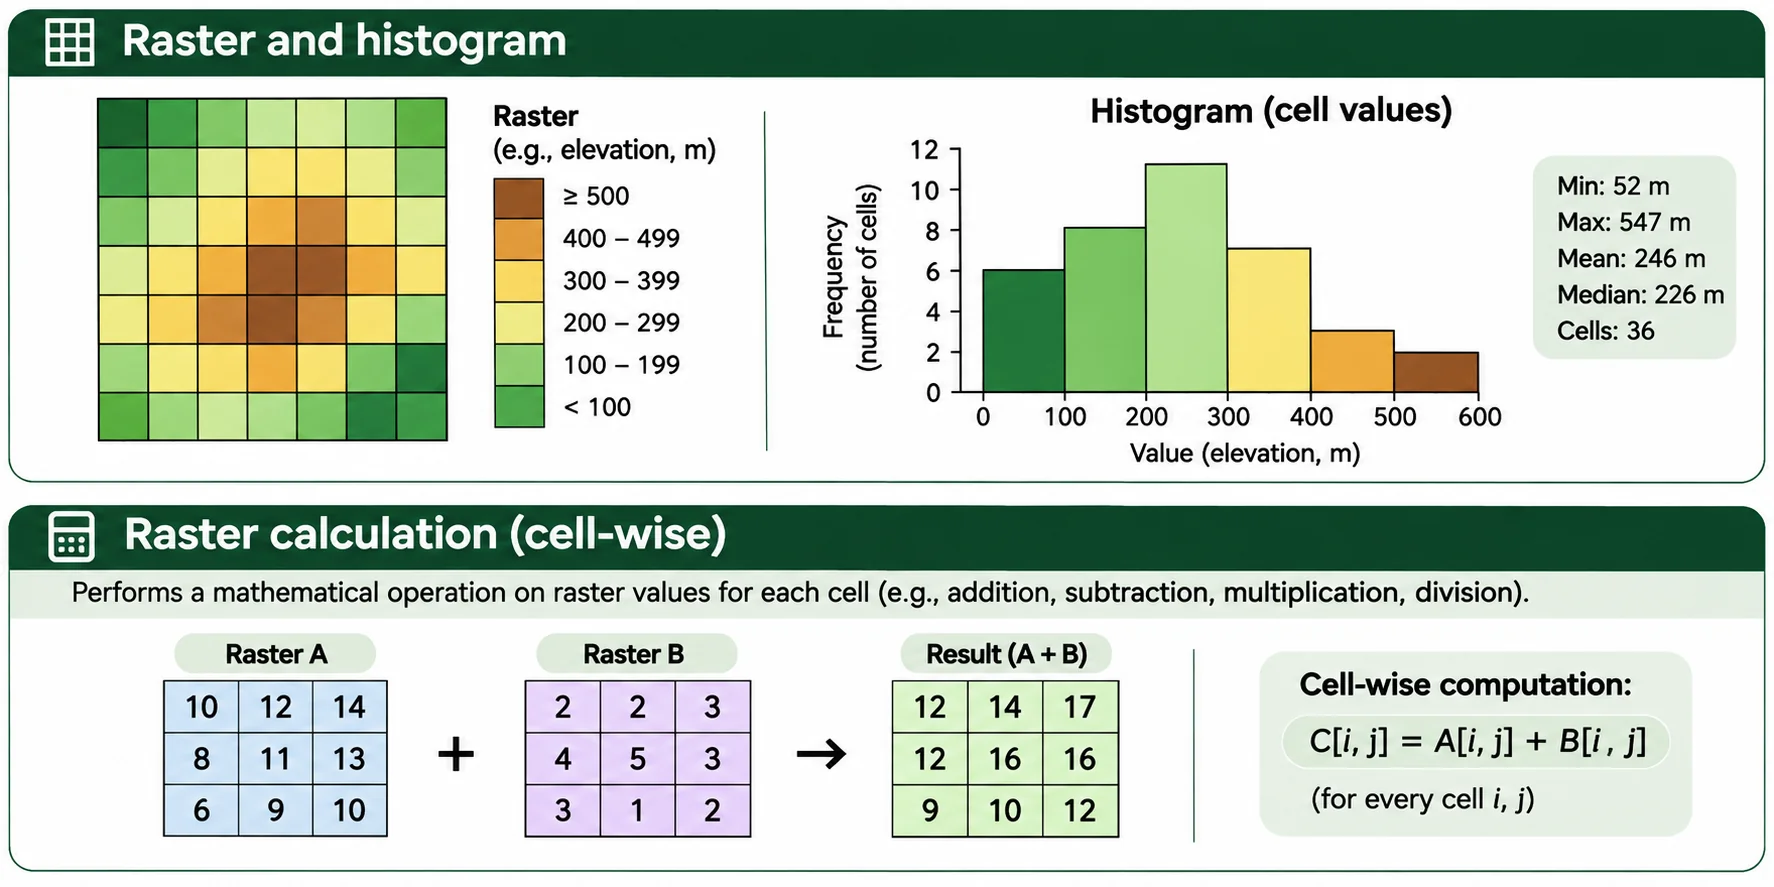 Raster and histogram
Raster
(e.g., elevation, m)
≥ 500
400 – 499
300 – 399
200 – 299
100 – 199
< 100
Histogram (cell values)
Frequency
(number of cells)
12
10
8
6
4
2
0
0 100 200 300 400 500 600
Value (elevation, m)
Min: 52 m
Max: 547 m
Mean: 246 m
Median: 226 m
Cells: 36
Raster calculation (cell-wise)
Performs a mathematical operation on raster values for each cell (e.g., addition, subtraction, multiplication, division).
Raster A
10 12 14
8 11 13
6 9 10
+
Raster B
2 2 3
4 5 3
3 1 2
→
Result (A + B)
12 14 17
12 16 16
9 10 12
Cell-wise computation:
C[i, j] = A[i, j] + B[i , j]
(for every cell i, j)